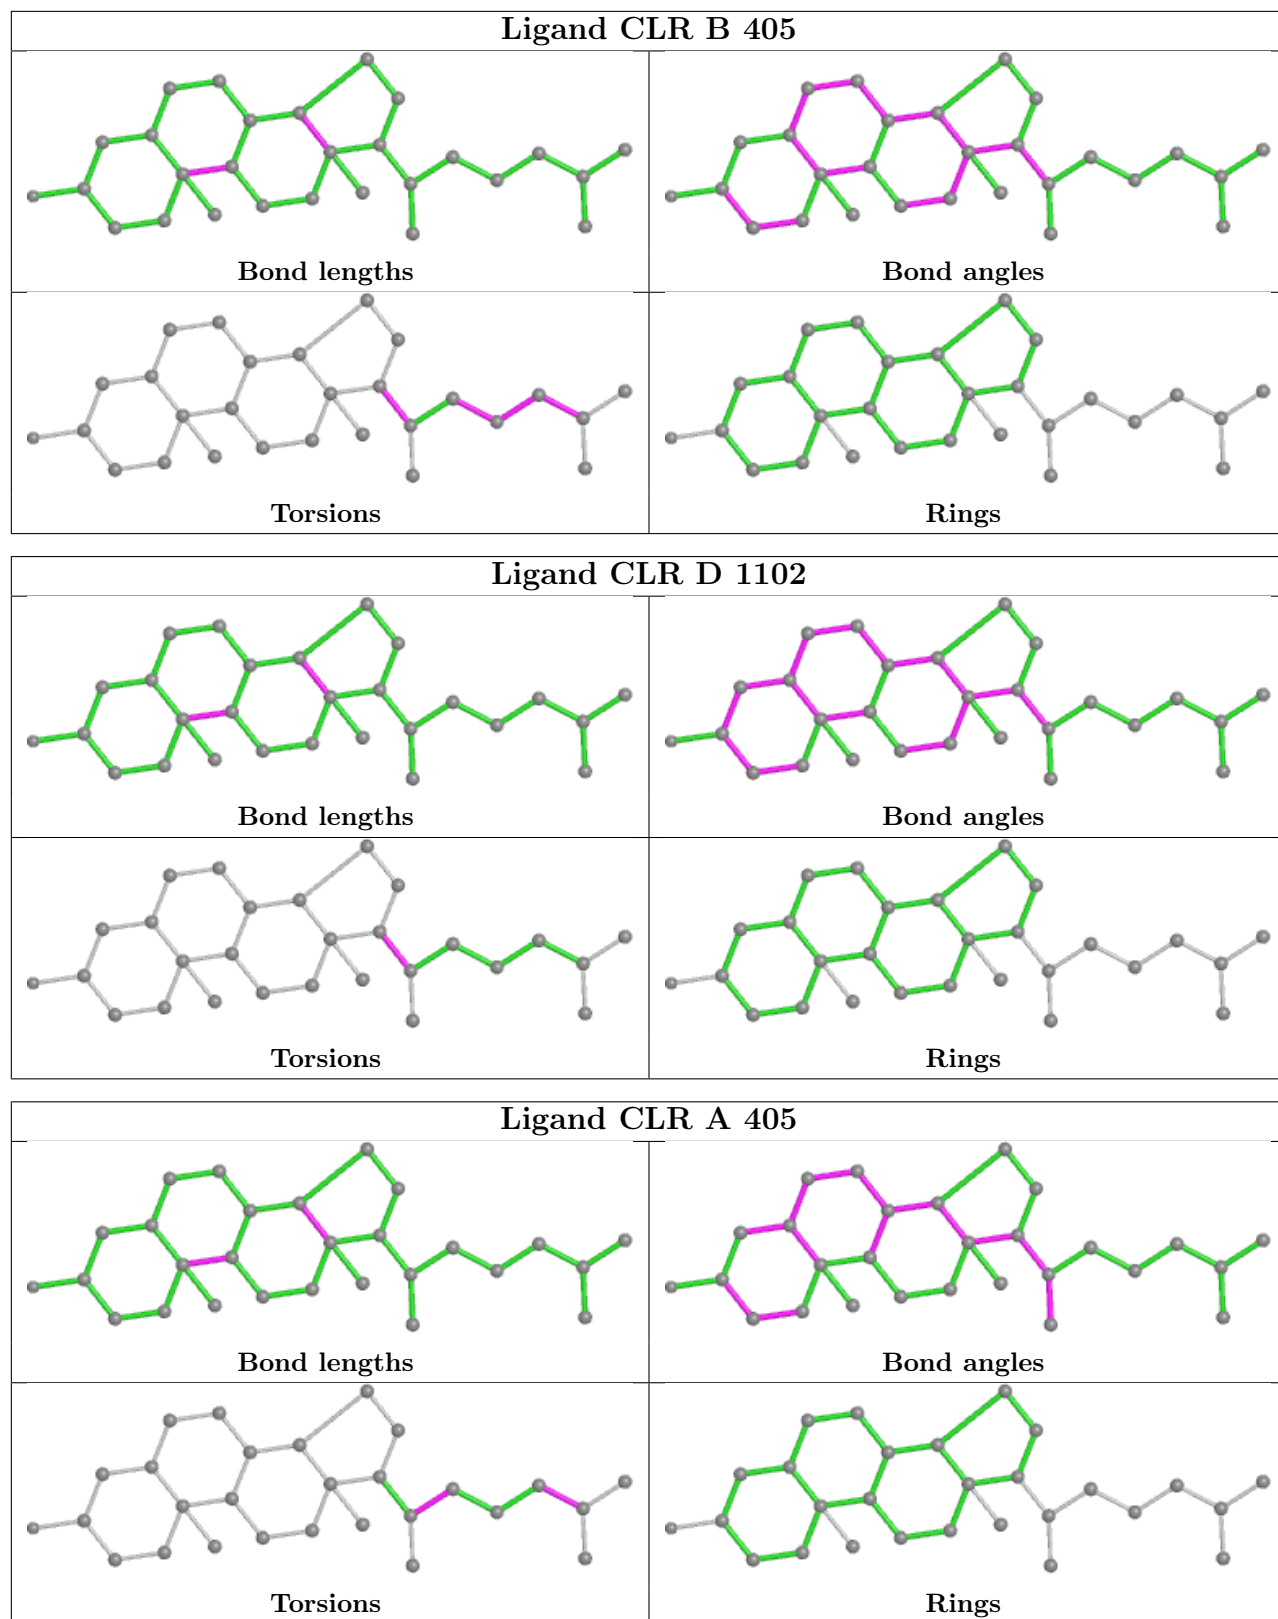 Ligand CLR B 405
Bond lengths
Bond angles
Torsions
Rings
Ligand CLR D 1102
Bond lengths
Bond angles
Torsions
Rings
Ligand CLR A 405
Bond lengths
Bond angles
Torsions
Rings